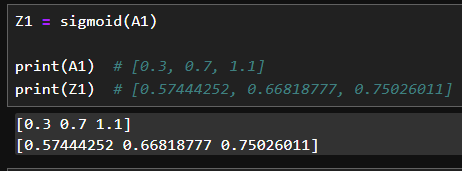 Z1 = sigmoid(A1)
print(A1)  # [0.3, 0.7, 1.1]
print(Z1)  # [0.57444252, 0.66818777, 0.75026011]
[0.3 0.7 1.1]
[0.57444252 0.66818777 0.75026011]